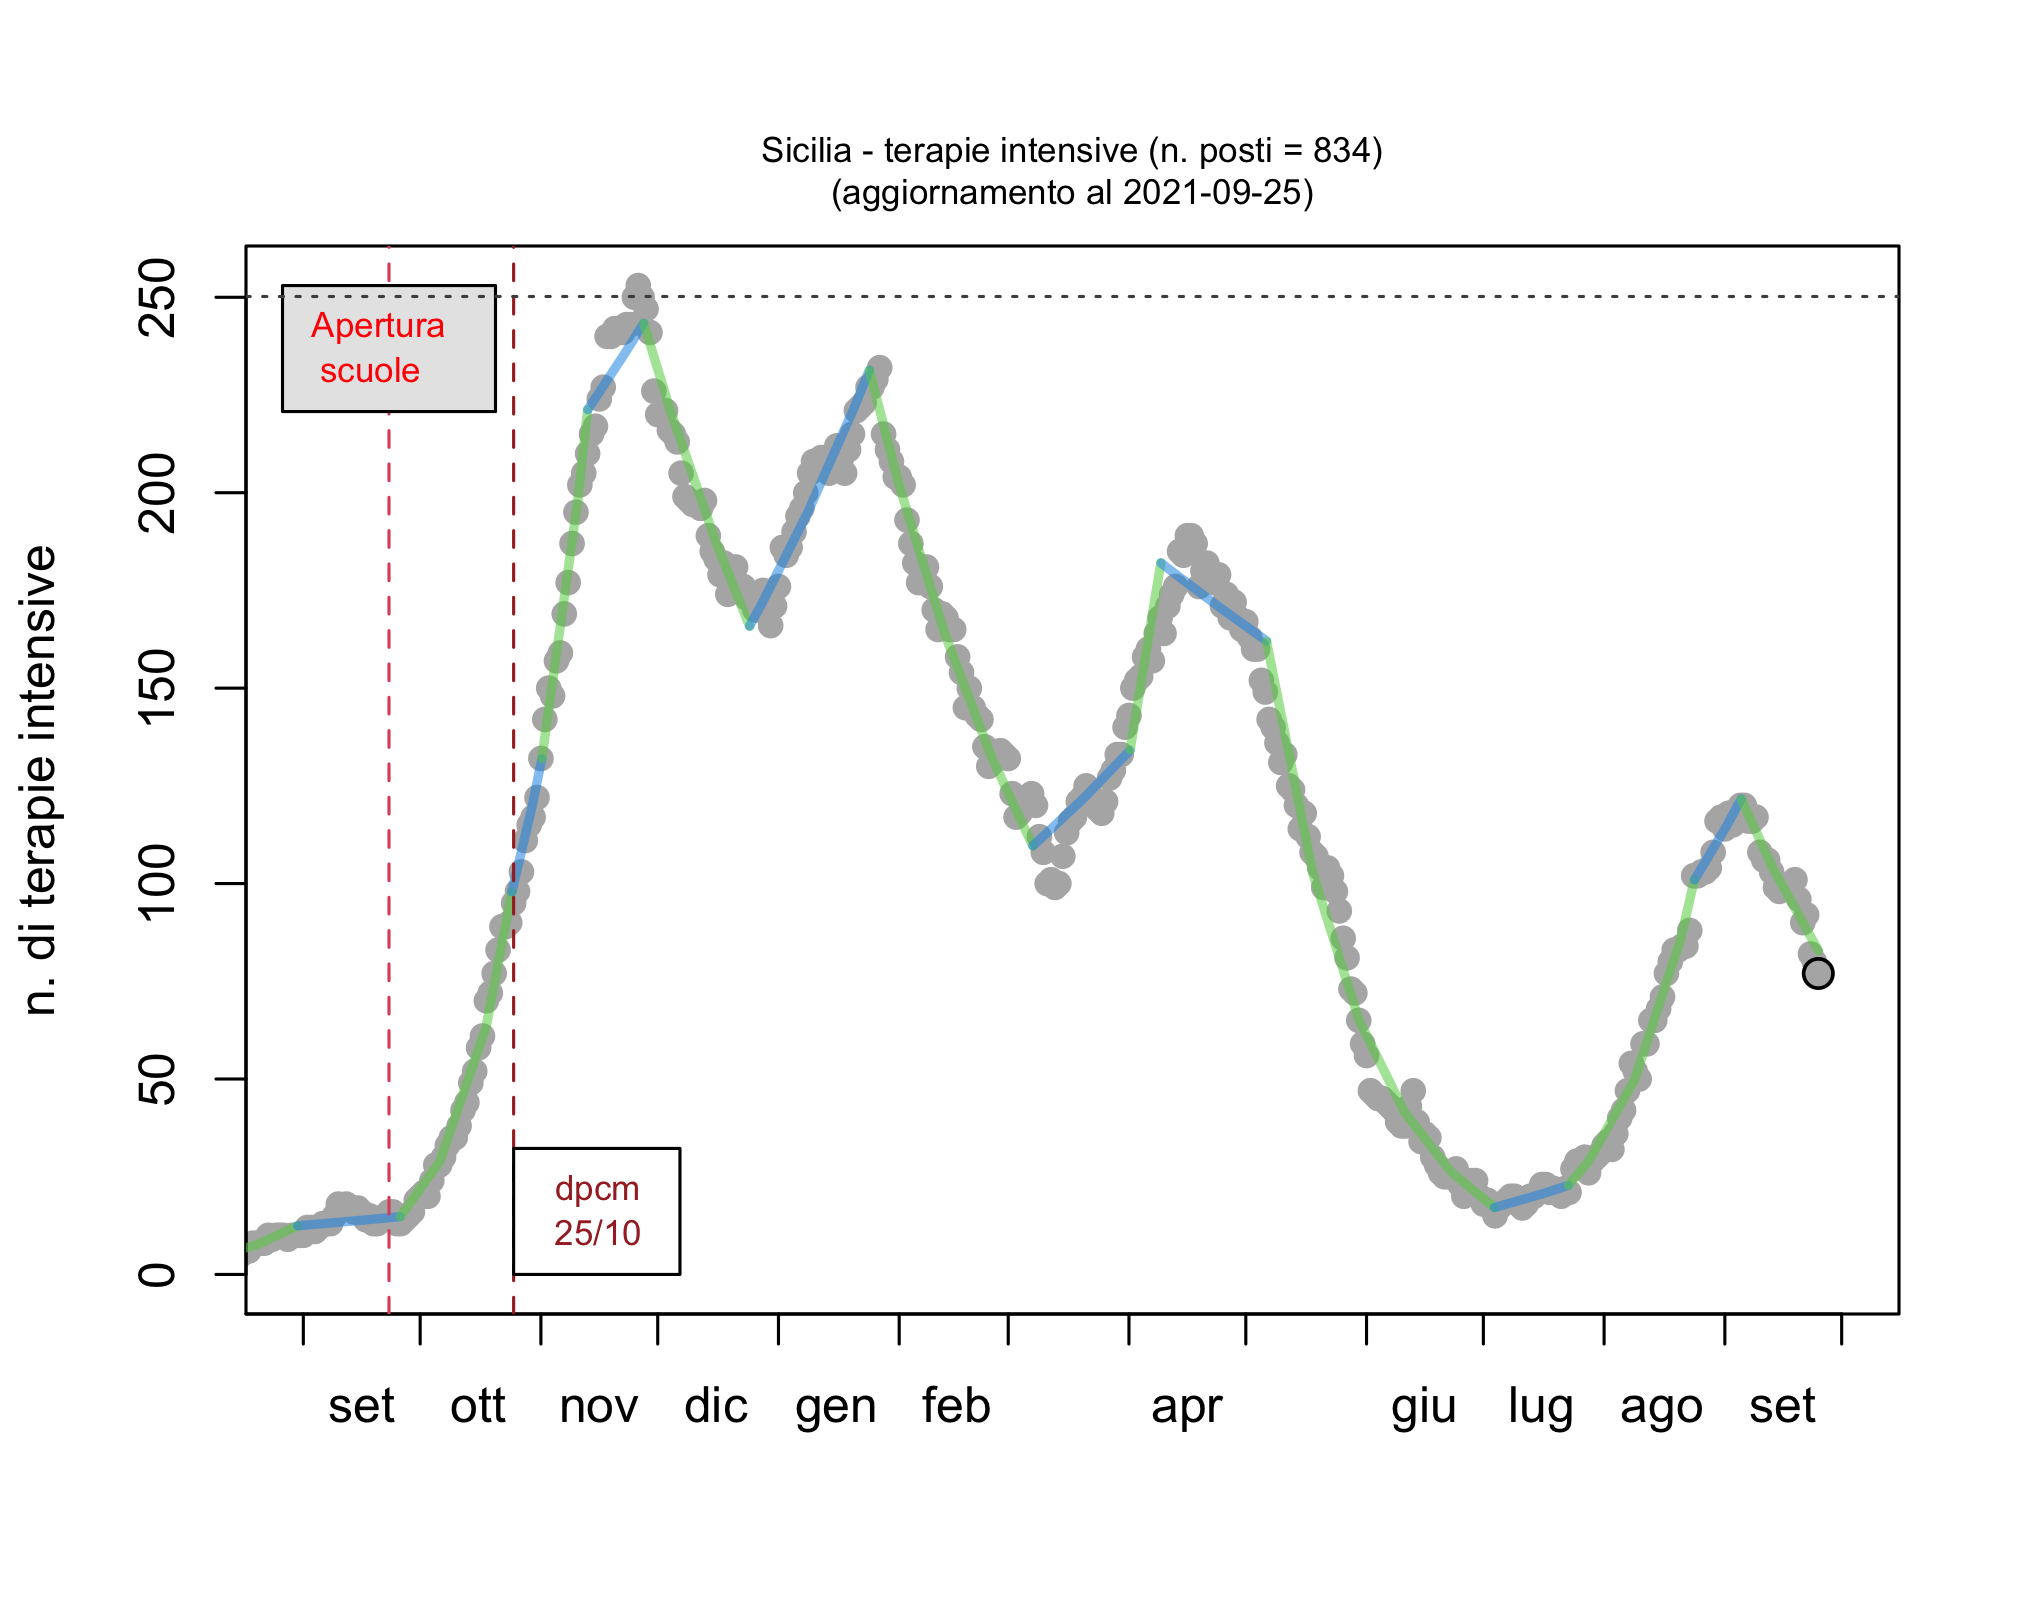 Sicilia - terapie intensive (n. posti = 834)
(aggiornamento al 2021-09-25)
n. di terapie intensive
250
200
150
100
50
0
Apertura
scuole
dpcm
25/10
set ott nov dic gen feb apr giu lug ago set